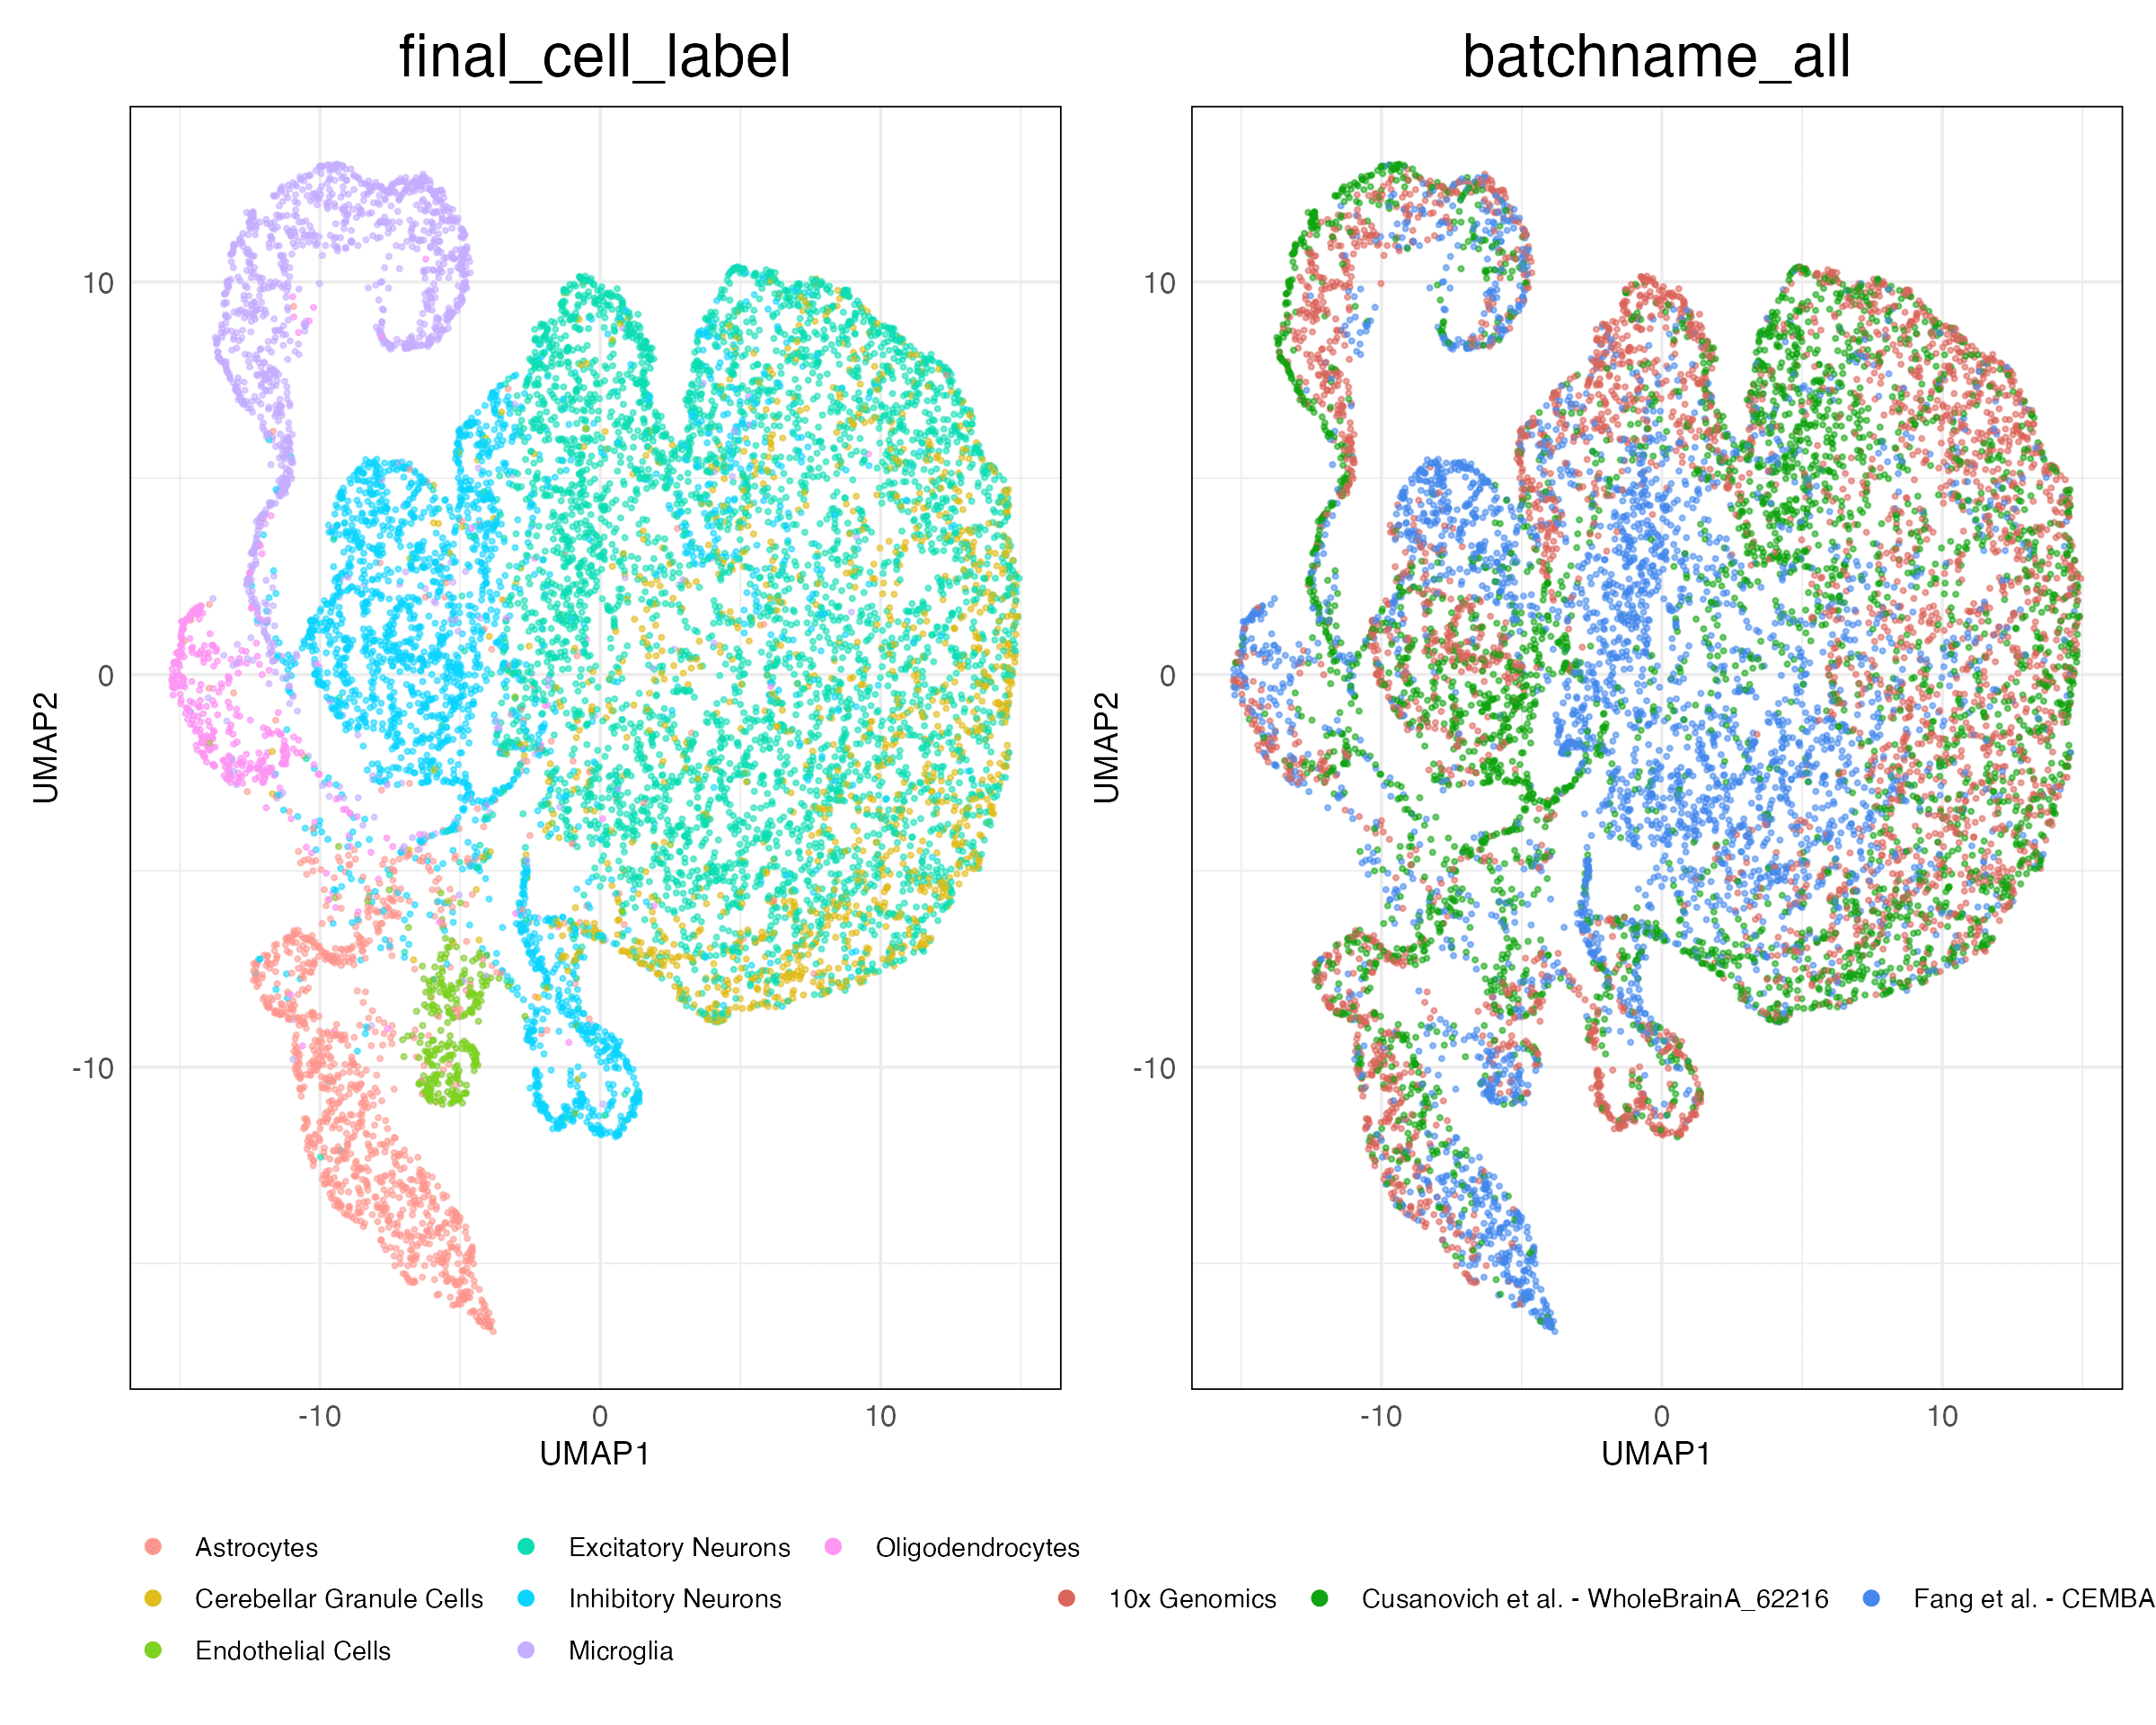 final_cell_label
batchname_all
10
0
-10
UMAP2
-10 0 10
UMAP1
10
0
-10
UMAP2
-10 0 10
UMAP1
Astrocytes
Excitatory Neurons
Oligodendrocytes
Cerebellar Granule Cells
Inhibitory Neurons
Endothelial Cells
Microglia
10x Genomics
Cusanovich et al. - WholeBrainA_62216
Fang et al. - CEMBA